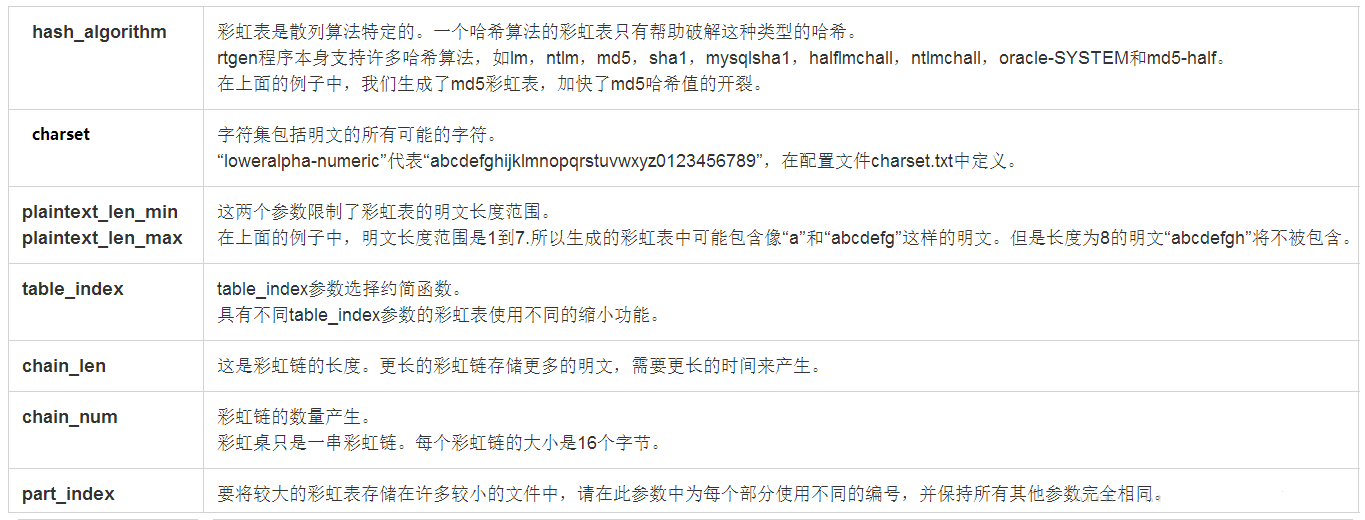 hash_algorithm
彩虹表是散列算法特定的。一个哈希算法的彩虹表只有帮助破解这种类型的哈希。
rtgen程序本身支持许多哈希算法，如lm，ntlm，md5，sha1，mysqlsha1，halflmchall，ntlmchall，oracle-SYSTEM和md5-half。
在上面的例子中，我们生成了md5彩虹表，加快了md5哈希值的开裂。
charset
字符集包括明文的所有可能的字符。
“loweralpha-numeric”代表“abcdefghijklmnopqrstuvwxyz0123456789”，在配置文件charset.txt中定义。
plaintext_len_min
plaintext_len_max
这两个参数限制了彩虹表的明文长度范围。
在上面的例子中，明文长度范围是1到7.所以生成的彩虹表中可能包含像“a”和“abcdefg”这样的明文。但是长度为8的明文“abcdefgh”将不被包含。
table_index
table_index参数选择约简函数。
具有不同table_index参数的彩虹表使用不同的缩小功能。
chain_len
这是彩虹链的长度。更长的彩虹链存储更多的明文，需要更长的时间来产生。
chain_num
彩虹链的数量产生。
彩虹桌只是一串彩虹链。每个彩虹链的大小是16个字节。
part_index
要将较大的彩虹表存储在许多较小的文件中，请在此参数中为每个部分使用不同的编号，并保持所有其他参数完全相同。